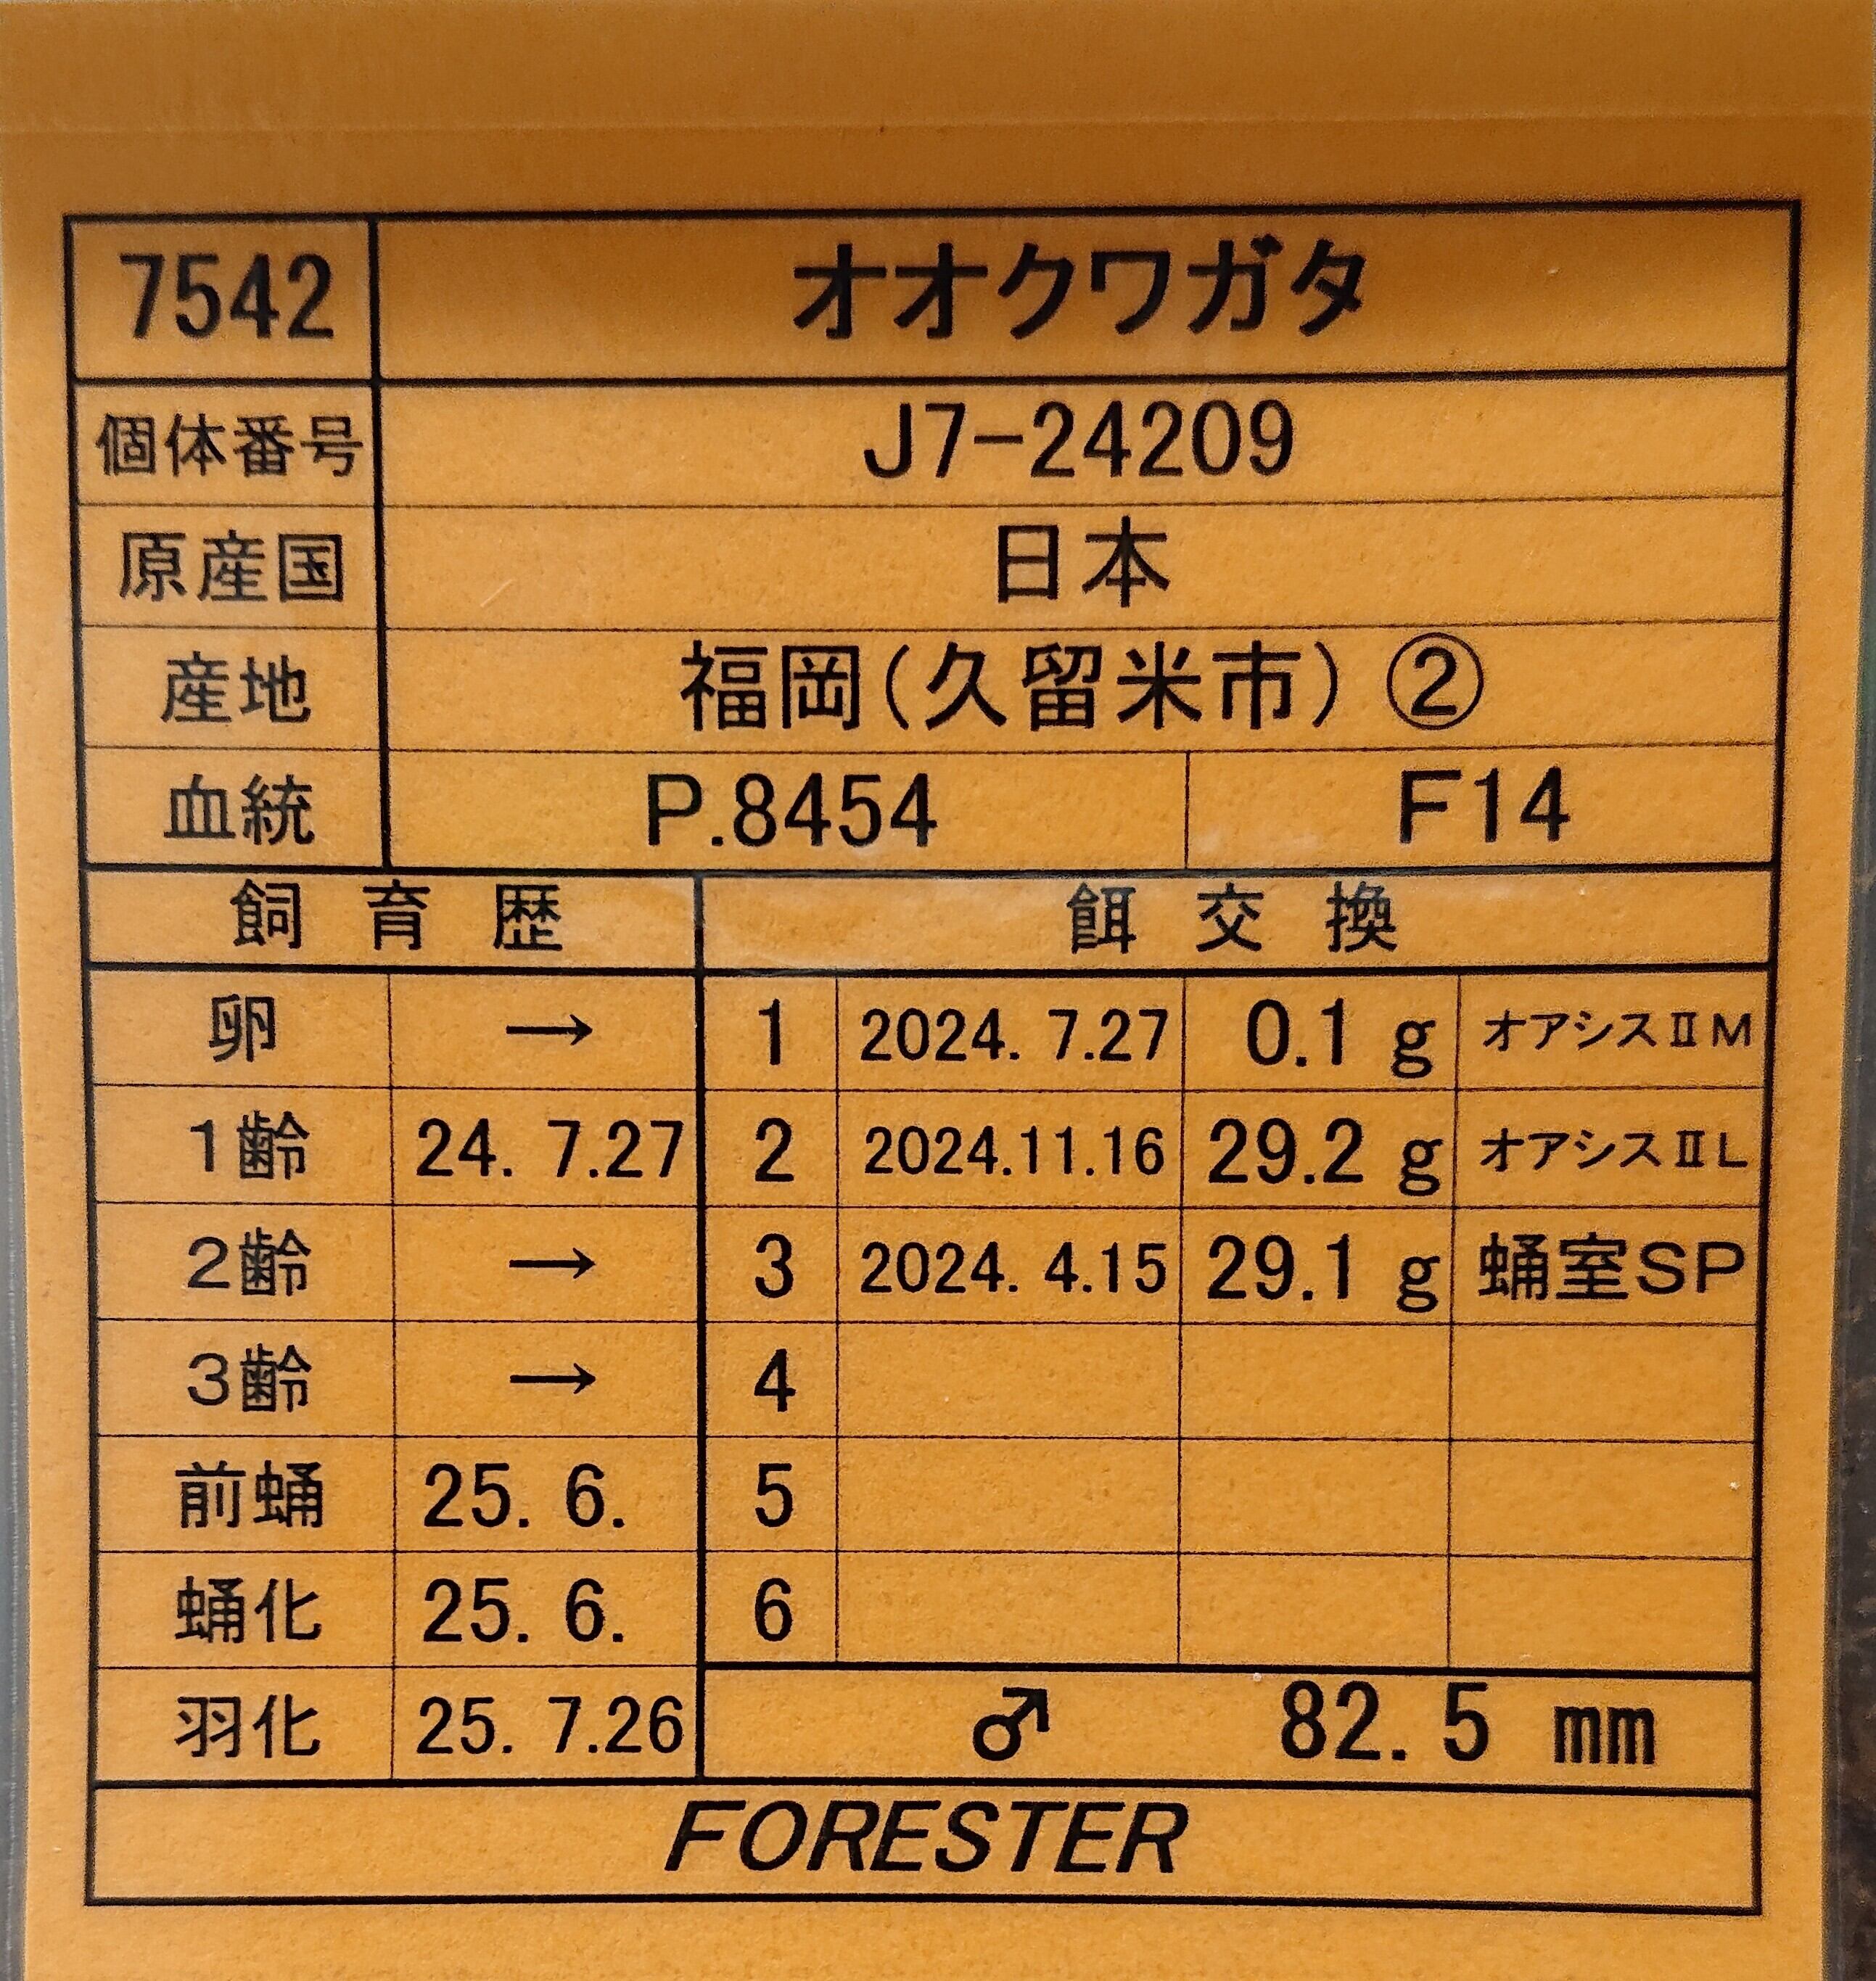 7542 オオクワガタ
個体番号 J7-24209
原産国 日本
産地 福岡(久留米市)②
血統 P.8454 F14
飼育歴 餌交換
卵 → 1 2024. 7.27 0.1 g オアシスⅡM
1齢 24. 7.27 2 2024.11.16 29.2 g オアシスⅡL
2齢 → 3 2024. 4.15 29.1 g 蛹室SP
3齢 → 4
前蛹 25. 6. 5
蛹化 25. 6. 6
羽化 25. 7.26 ♂ 82.5 mm
FORESTER